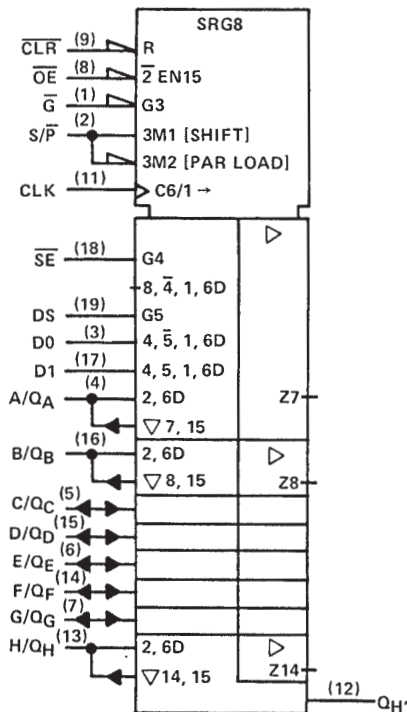 SRG8
C̅L̅R̅ (9) R
O̅E̅ (8) 2̅ EN15
G̅ (1) G3
S/P̅ (2) 3M1 [SHIFT]
3M2 [PAR LOAD]
CLK (11) C6/1 →
▷
S̅E̅ (18) G4
8, 4̅, 1, 6D
DS (19) G5
D0 (3) 4, 5̅, 1, 6D
D1 (17) 4, 5, 1, 6D
A/QA (4) 2, 6D Z7
▽ 7, 15
B/QB (16) 2, 6D ▷
▽ 8, 15 Z8
C/QC (5)
D/QD (15)
E/QE (6)
F/QF (14)
G/QG (7)
H/QH (13) 2, 6D ▷
▽ 14, 15 Z14
(12) QH'